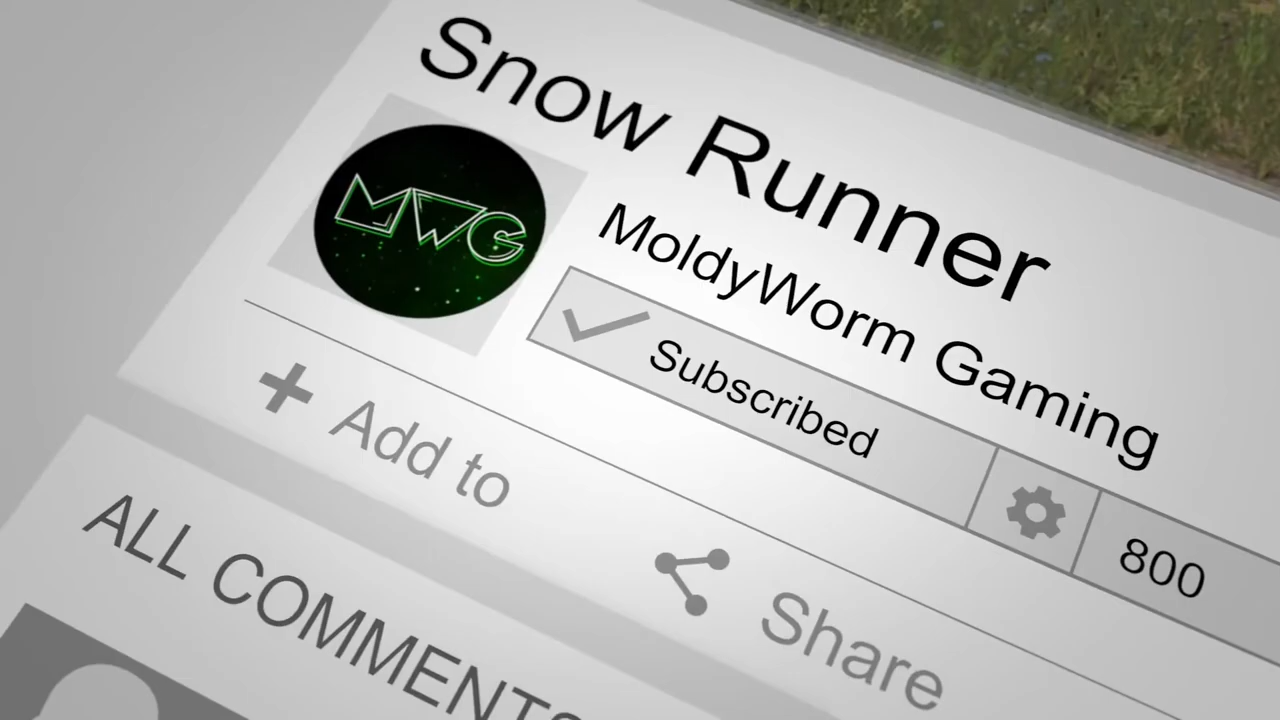 Snow Runner
MWG
MoldyWorm Gaming
Subscribed
800
Add to
Share
ALL COMMENTS